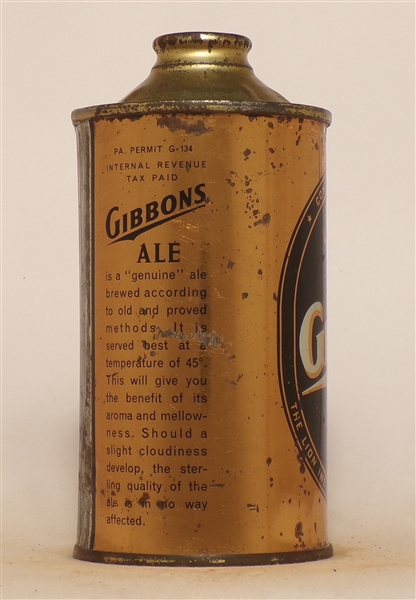 PA. PERMIT G-134
INTERNAL REVENUE
TAX PAID
GIBBONS
ALE
is a "genuine" ale
brewed according
to old and proved
methods. It is
served best at a
temperature of 45°.
This will give you
the benefit of its
aroma and mellow-
ness. Should a
slight cloudiness
develop, the ster-
ling quality of the
ale is in no way
affected.
G
THE LION